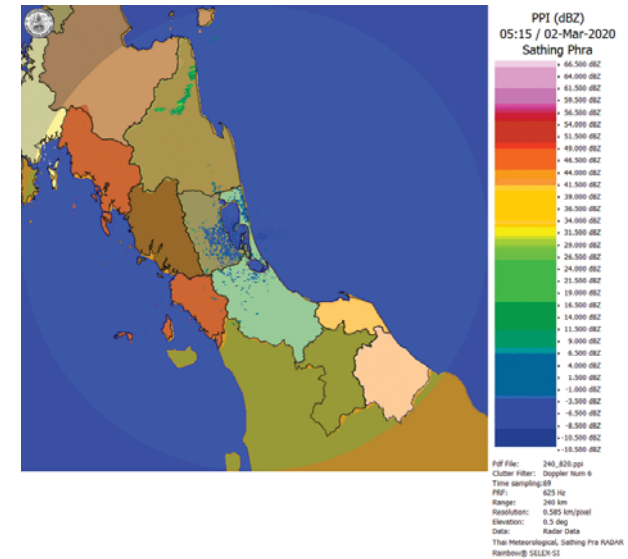 PPI (dBZ)
05:15 / 02-Mar-2020
Sathing Phra
66.500 dBZ
64.000 dBZ
61.500 dBZ
59.500 dBZ
56.500 dBZ
54.000 dBZ
51.500 dBZ
49.000 dBZ
46.500 dBZ
44.000 dBZ
41.500 dBZ
39.000 dBZ
36.500 dBZ
34.000 dBZ
31.500 dBZ
29.000 dBZ
26.500 dBZ
24.000 dBZ
21.500 dBZ
19.000 dBZ
16.500 dBZ
14.000 dBZ
11.500 dBZ
9.000 dBZ
6.500 dBZ
4.000 dBZ
1.500 dBZ
-1.000 dBZ
-3.500 dBZ
-6.500 dBZ
-8.500 dBZ
-10.500 dBZ
-10.500 dBZ
Pdf File: 240_820.ppi
Clutter Filter: Doppler Num 6
Time sampling:69
PRF: 625 Hz
Range: 240 km
Resolution: 0.585 km/pixel
Elevation: 0.5 deg
Data: Radar Data
Thai Meteorological, Sathing Pra RADAR
Rainbow® SELEX-SI